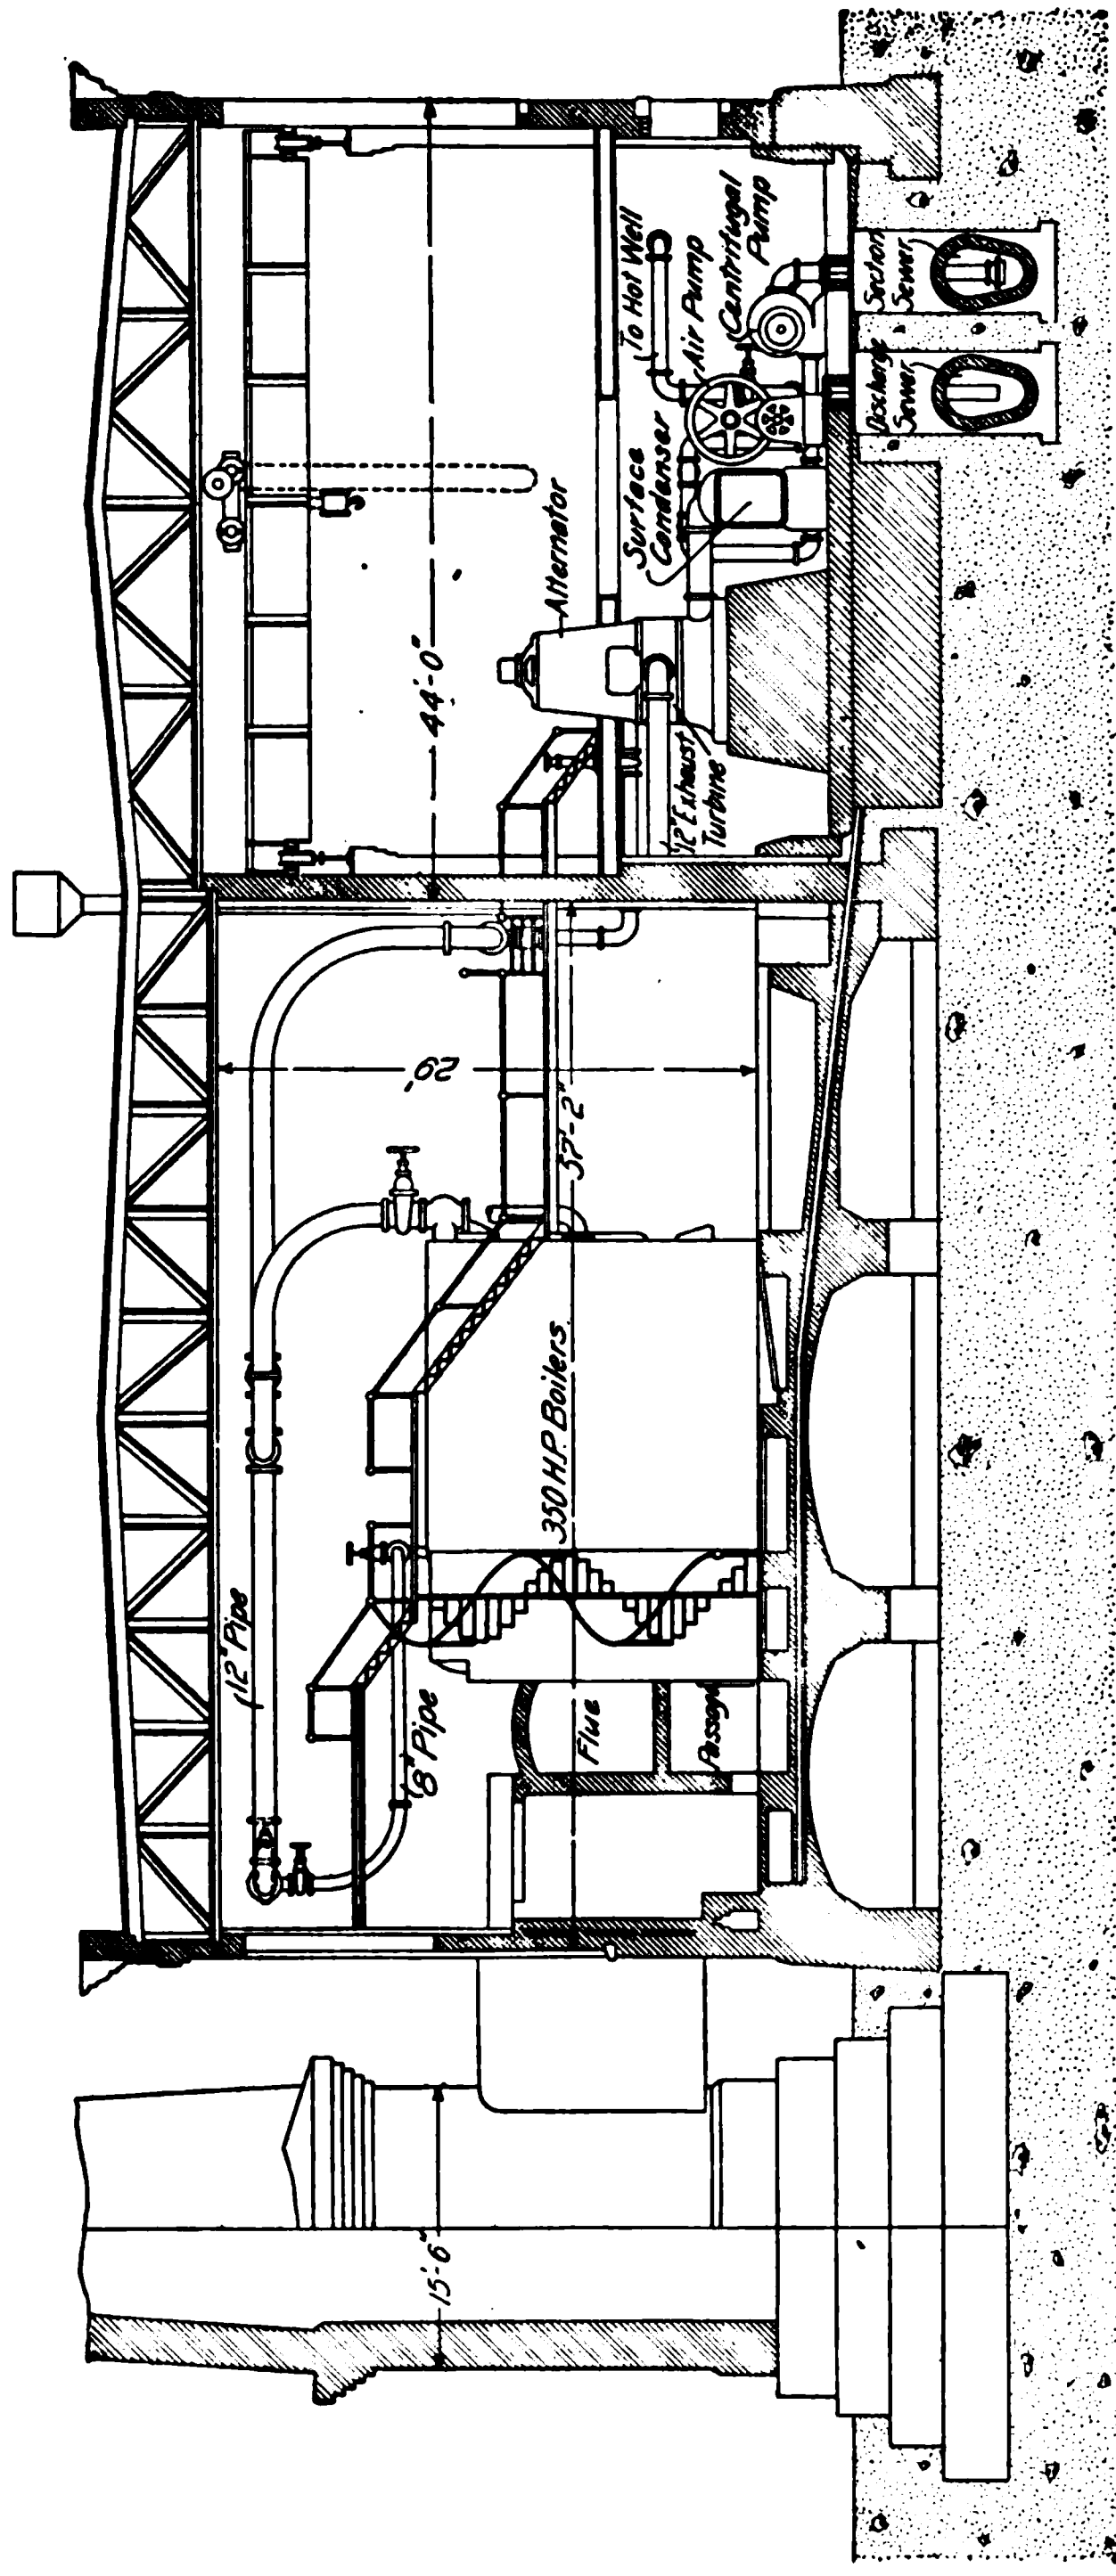 15'-6"
12" Pipe
8" Pipe
Flue
Passage
350 H.P. Boilers
29'
57'-2"
44'-0"
Alternator
12" Exhaust
Turbine
Surface
Condenser
To Hot Well
Air Pump
Centrifugal
Pump
Discharge
Sewer
Suction
Sewer